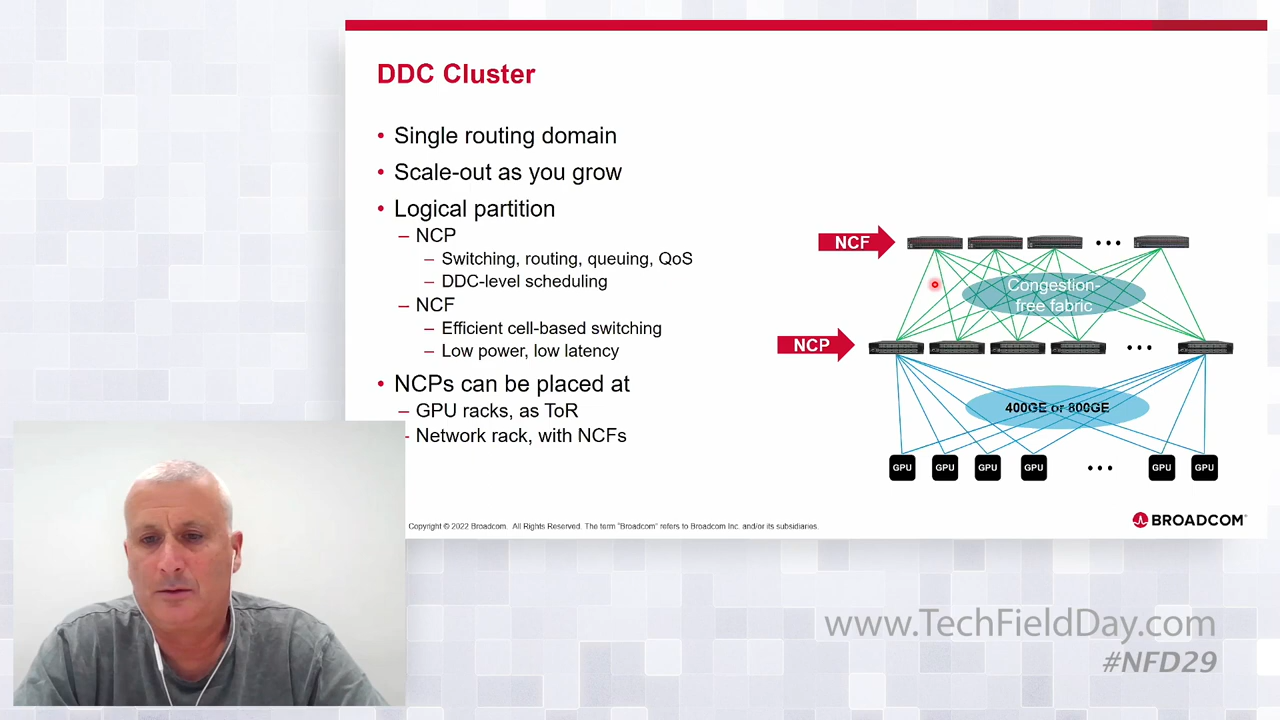 DDC Cluster
• Single routing domain
• Scale-out as you grow
• Logical partition
– NCP
– Switching, routing, queuing, QoS
– DDC-level scheduling
– NCF
– Efficient cell-based switching
– Low power, low latency
• NCPs can be placed at
– GPU racks, as ToR
- Network rack, with NCFs
NCF
•••
Congestion-
free fabric
NCP
•••
400GE or 800GE
GPU GPU GPU GPU ••• GPU GPU
Copyright © 2022 Broadcom. All Rights Reserved. The term “Broadcom” refers to Broadcom Inc. and/or its subsidiaries.
BROADCOM®
www.TechFieldDay.com
#NFD29